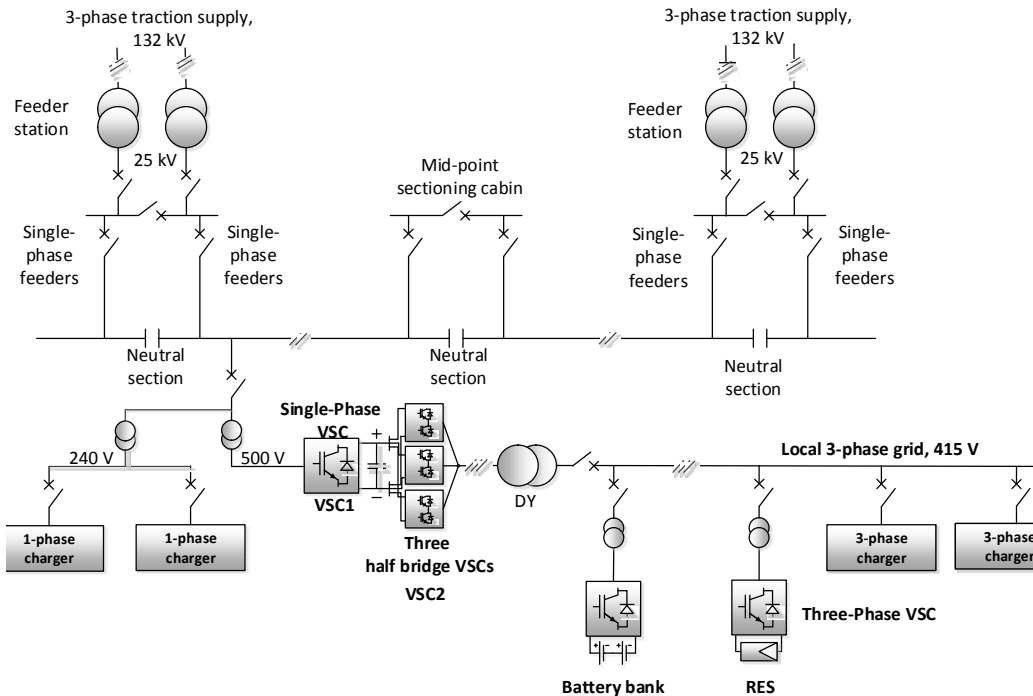 3-phase traction supply,
132 kV
3-phase traction supply,
132 kV
Feeder
station
Feeder
station
25 kV
25 kV
Mid-point
sectioning cabin
Single-
phase
feeders
Single-
phase
feeders
Single-
phase
feeders
Single-
phase
feeders
Neutral
section
Neutral
section
Neutral
section
Single-Phase
VSC
+
−
240 V
500 V
VSC1
Local 3-phase grid, 415 V
DY
1-phase
charger
1-phase
charger
3-phase
charger
3-phase
charger
Three
half bridge VSCs
VSC2
Three-Phase VSC
+ - + -
+ -
Battery bank
RES